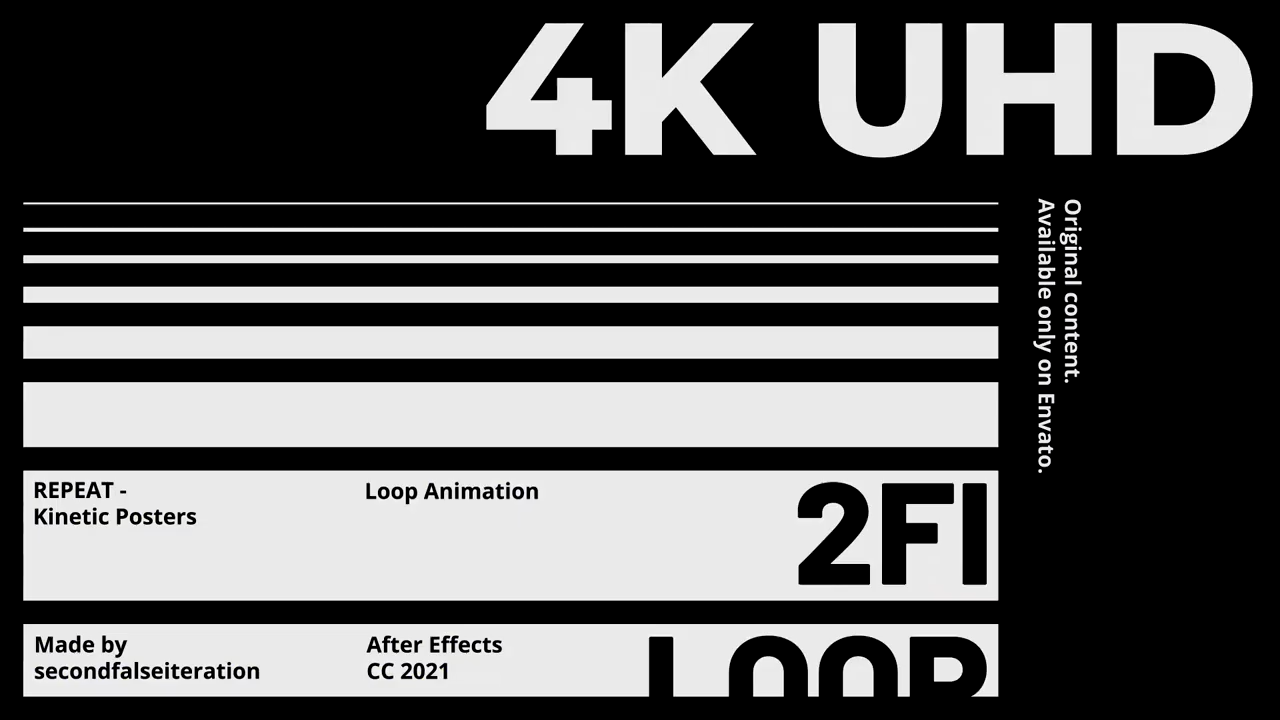 4K UHD
Original content.
Available only on Envato.
REPEAT -
Kinetic Posters
Loop Animation
2FI
Made by
secondfalseiteration
After Effects
CC 2021
LOOP